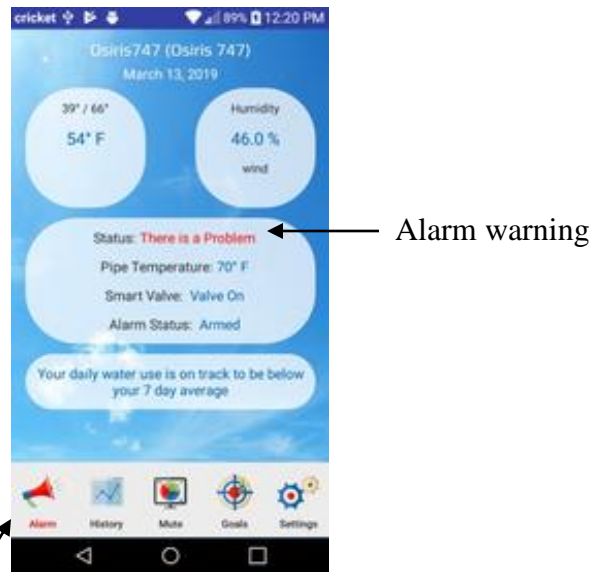 cricket 89% 12:20 PM
Osiris747 (Osiris 747)
March 13, 2019
39° / 66°
54° F
Humidity
46.0 %
wind
Status: There is a Problem
Alarm warning
Pipe Temperature: 70° F
Smart Valve: Valve On
Alarm Status: Armed
Your daily water use is on track to be below
your 7 day average
Alarm History Mute Goals Settings